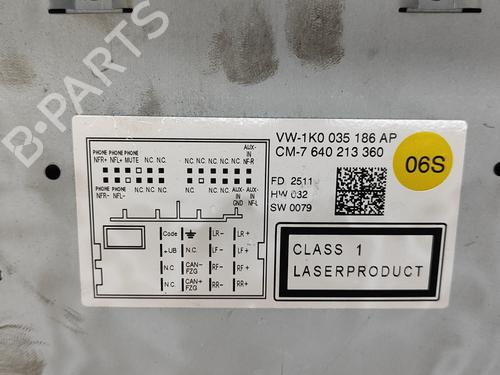 VW-1K0 035 186 AP
CM-7 640 213 360
06S
FD 2511
HW 032
SW 0079
CLASS 1
LASERPRODUCT
PHONE PHONE PHONE AUX- IN
NFR+ NFL+ MUTE N.C. N.C. N.C. N.C. N.C. NF-R
NFR- NFL- N.C. N.C. N.C. N.C. N.C. AUX- IN GND AUX- IN NF-L
Code LR- LR+
+UB N.C. LF- LF+
N.C. CAN- FZG RF- RF+
N.C. CAN+ FZG RR- RR+
B-PARTS